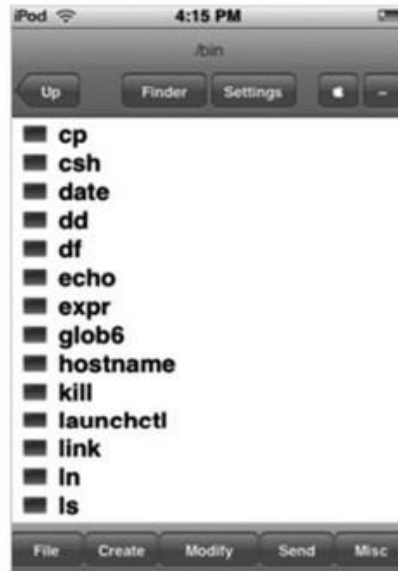 iPod 4:15 PM
/bin
Up Finder Settings -
cp
csh
date
dd
df
echo
expr
glob6
hostname
kill
launchctl
link
ln
ls
File Create Modify Send Misc